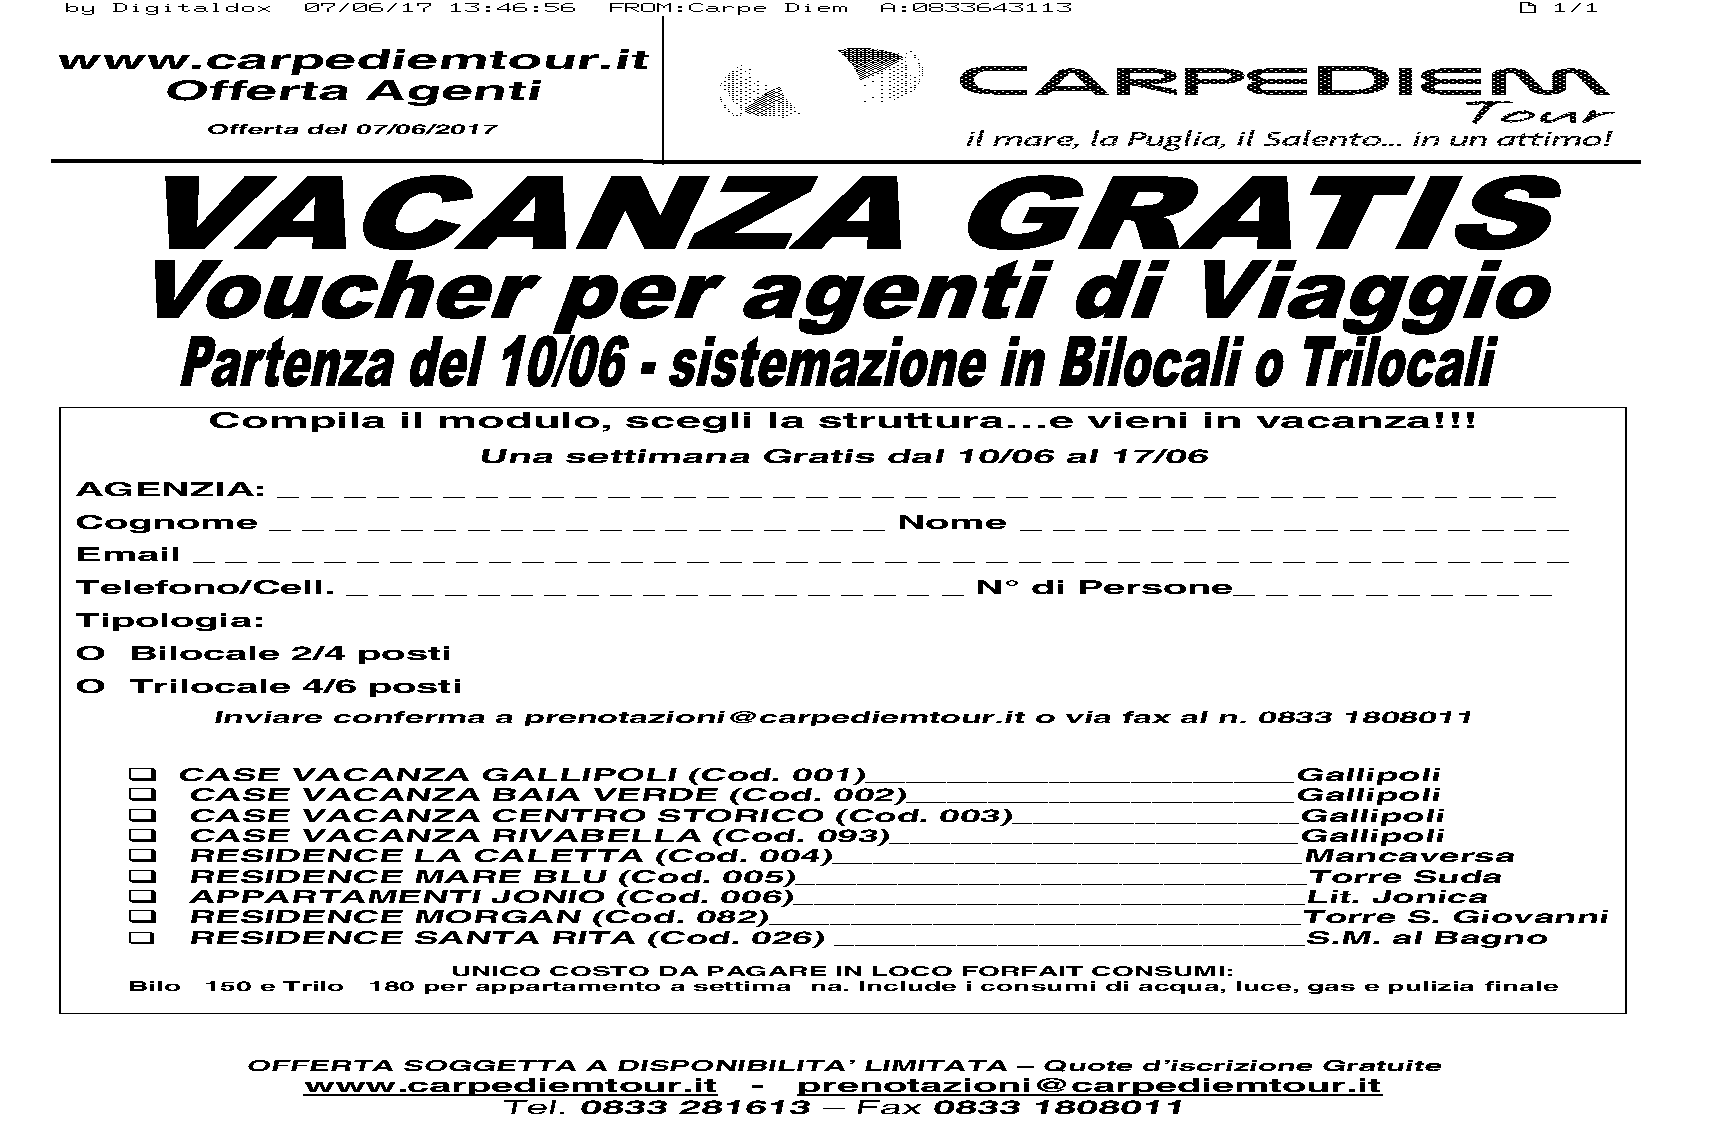 by Digitaldox 07/06/17 13:46:56 FROM:Carpe Diem A:0833643113 1/1
www.carpediemtour.it
Offerta Agenti
Offerta del 07/06/2017
CARPEDIEM
Tour
il mare, la Puglia, il Salento... in un attimo!
VACANZA GRATIS
Voucher per agenti di Viaggio
Partenza del 10/06 - sistemazione in Bilocali o Trilocali
Compila il modulo, scegli la struttura...e vieni in vacanza!!!
Una settimana Gratis dal 10/06 al 17/06
AGENZIA: _ _ _ _ _ _ _ _ _ _ _ _ _ _ _ _ _ _ _ _ _ _ _ _ _ _ _ _ _ _ _ _ _ _ _ _ _ _ _
Cognome _ _ _ _ _ _ _ _ _ _ _ _ _ _ _ _ _ _ _ Nome _ _ _ _ _ _ _ _ _ _ _ _ _ _ _ _ _
Email _ _ _ _ _ _ _ _ _ _ _ _ _ _ _ _ _ _ _ _ _ _ _ _ _ _ _ _ _ _ _ _ _ _ _ _ _ _ _ _ _ _
Telefono/Cell. _ _ _ _ _ _ _ _ _ _ _ _ _ _ _ _ _ _ _ N° di Persone_ _ _ _ _ _ _ _ _ _
Tipologia:
O Bilocale 2/4 posti
O Trilocale 4/6 posti
Inviare conferma a prenotazioni@carpediemtour.it o via fax al n. 0833 1808011
❑ CASE VACANZA GALLIPOLI (Cod. 001)_____________________Gallipoli
❑ CASE VACANZA BAIA VERDE (Cod. 002)___________________Gallipoli
❑ CASE VACANZA CENTRO STORICO (Cod. 003)______________Gallipoli
❑ CASE VACANZA RIVABELLA (Cod. 093)____________________Gallipoli
❑ RESIDENCE LA CALETTA (Cod. 004)_______________________Mancaversa
❑ RESIDENCE MARE BLU (Cod. 005)_________________________Torre Suda
❑ APPARTAMENTI JONIO (Cod. 006)_________________________Lit. Jonica
❑ RESIDENCE MORGAN (Cod. 082)__________________________Torre S. Giovanni
❑ RESIDENCE SANTA RITA (Cod. 026) _______________________S.M. al Bagno
UNICO COSTO DA PAGARE IN LOCO FORFAIT CONSUMI:
Bilo 150 e Trilo 180 per appartamento a settima na. Include i consumi di acqua, luce, gas e pulizia finale
OFFERTA SOGGETTA A DISPONIBILITA’ LIMITATA – Quote d’iscrizione Gratuite
www.carpediemtour.it - prenotazioni@carpediemtour.it
Tel. 0833 281613 – Fax 0833 1808011